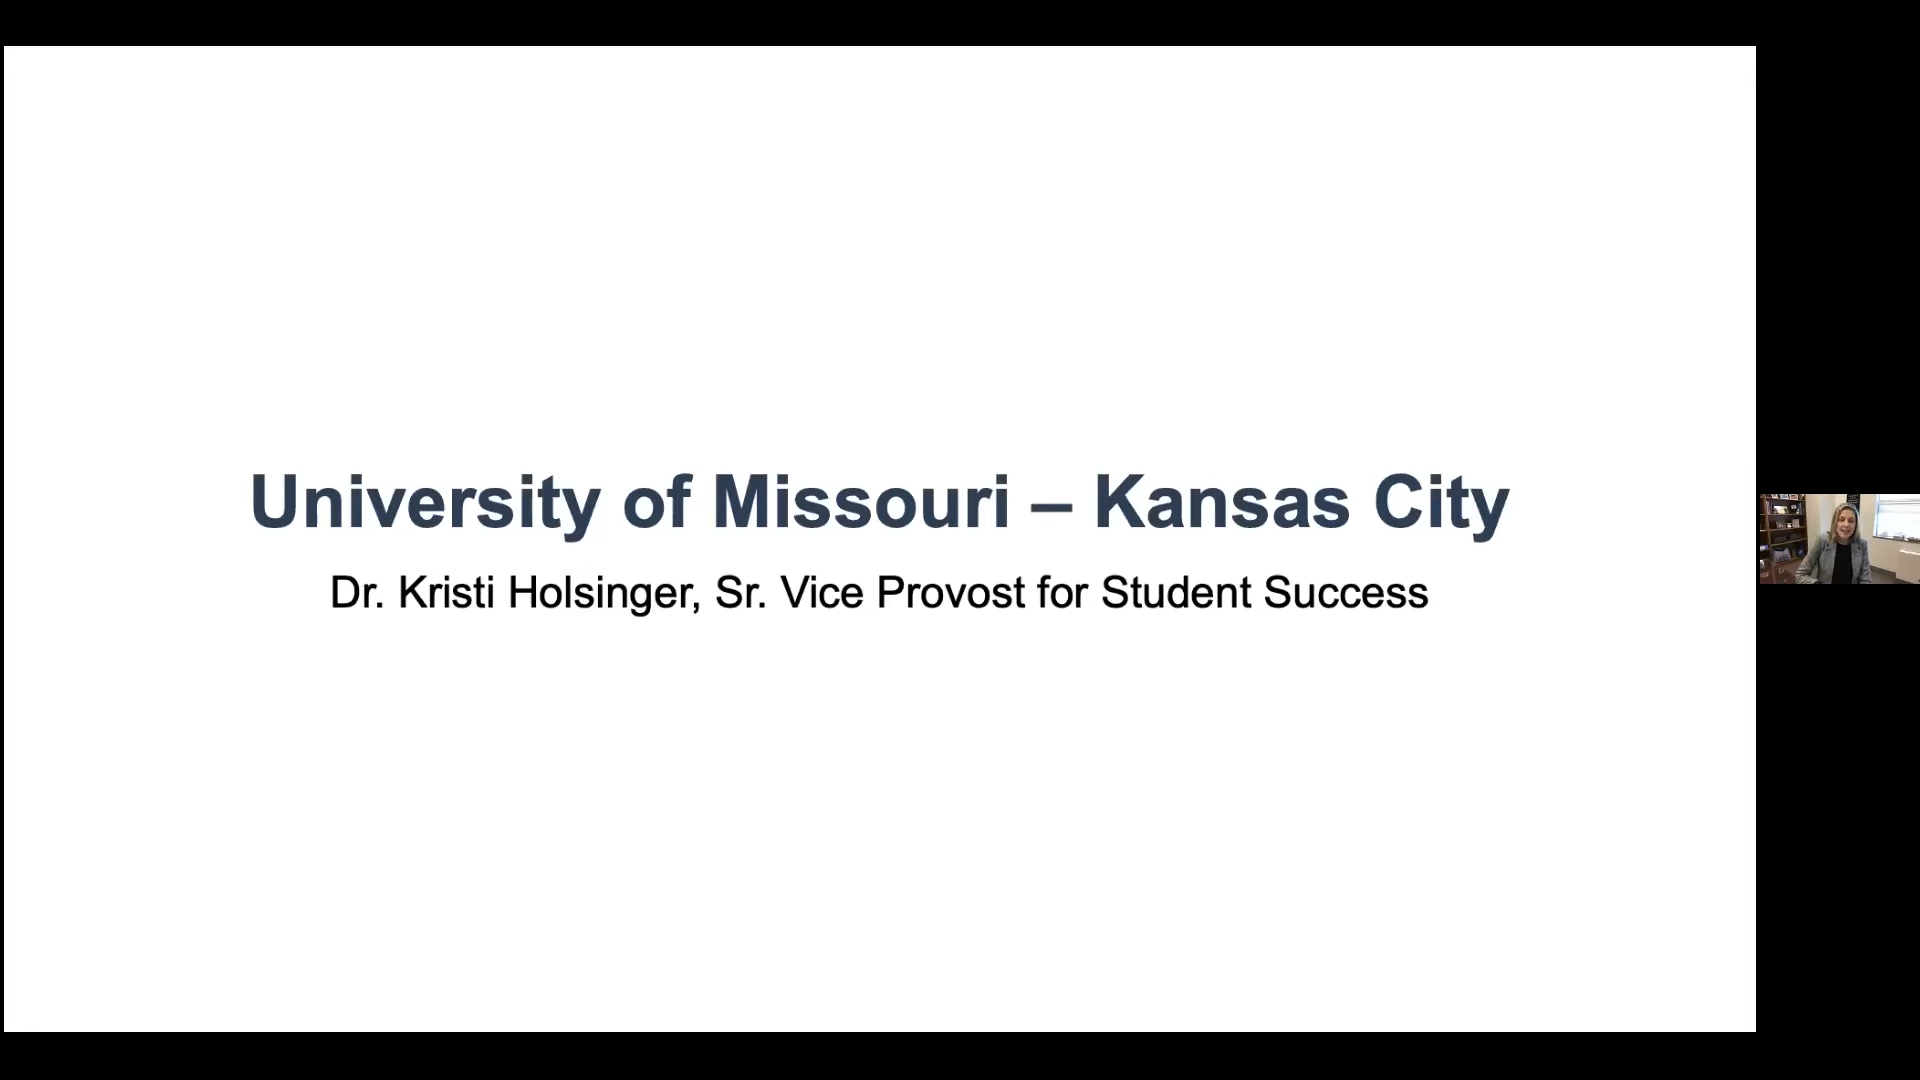 University of Missouri – Kansas City
Dr. Kristi Holsinger, Sr. Vice Provost for Student Success